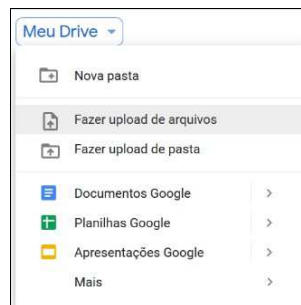 Meu Drive
Nova pasta
Fazer upload de arquivos
Fazer upload de pasta
Documentos Google
Planilhas Google
Apresentações Google
Mais